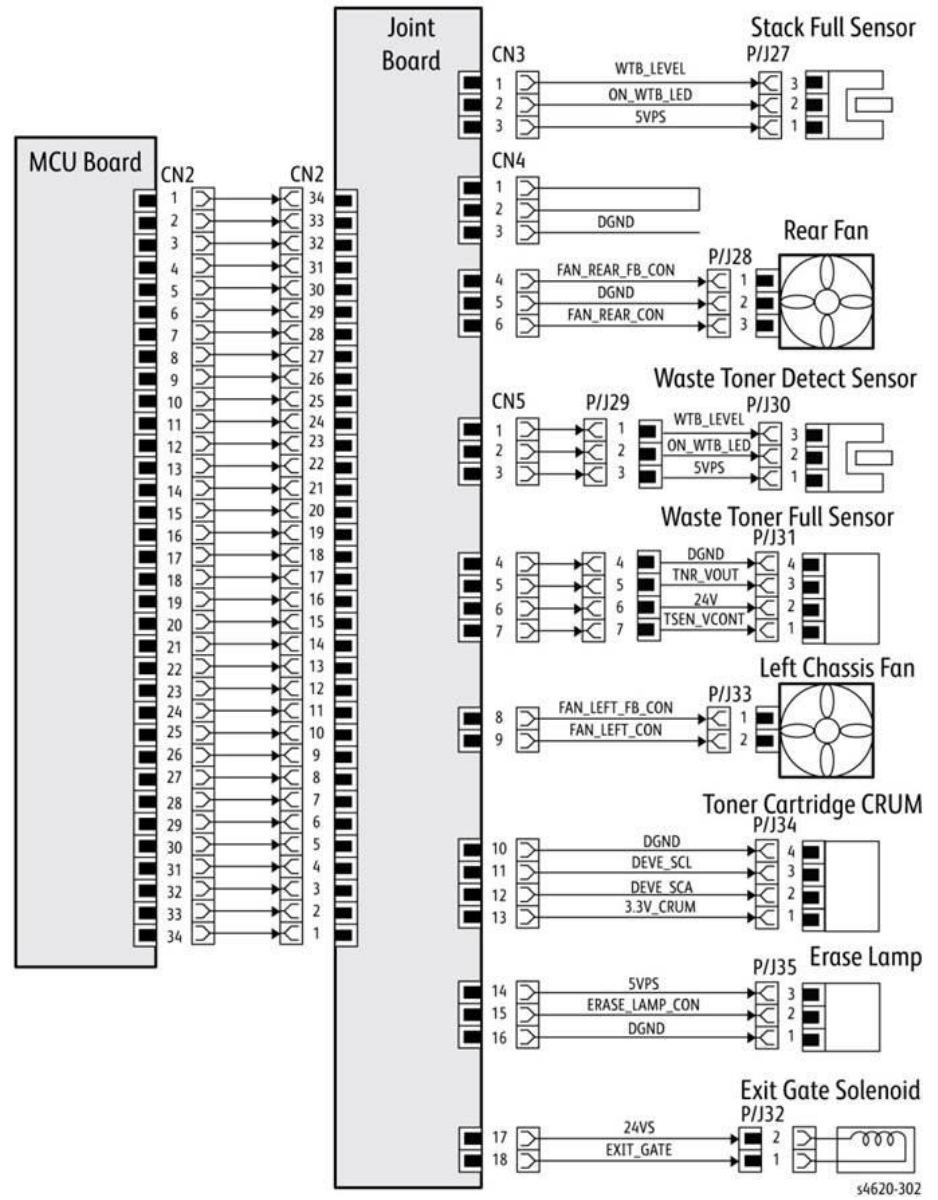 Joint Board
MCU Board
CN2 CN2
1 34
2 33
3 32
4 31
5 30
6 29
7 28
8 27
9 26
10 25
11 24
12 23
13 22
14 21
15 20
16 19
17 18
18 17
19 16
20 15
21 14
22 13
23 12
24 11
25 10
26 9
27 8
28 7
29 6
30 5
31 4
32 3
33 2
34 1
Stack Full Sensor
CN3 P/J27
1 WTB_LEVEL 3
2 ON_WTB_LED 2
3 5VPS 1
CN4
1
2
3 DGND
Rear Fan
P/J28
4 FAN_REAR_FB_CON 1
5 DGND 2
6 FAN_REAR_CON 3
Waste Toner Detect Sensor
CN5 P/J29 P/J30
1 1 WTB_LEVEL 3
2 2 ON_WTB_LED 2
3 3 5VPS 1
Waste Toner Full Sensor
P/J31
4 4 DGND 4
5 5 TNR_VOUT 3
6 6 24V 2
7 7 TSEN_VCONT 1
Left Chassis Fan
P/J33
8 FAN_LEFT_FB_CON 1
9 FAN_LEFT_CON 2
Toner Cartridge CRUM
P/J34
10 DGND 4
11 DEVE_SCL 3
12 DEVE_SCA 2
13 3.3V_CRUM 1
Erase Lamp
P/J35
14 5VPS 3
15 ERASE_LAMP_CON 2
16 DGND 1
Exit Gate Solenoid
P/J32
17 24VS 2
18 EXIT_GATE 1
s4620-302